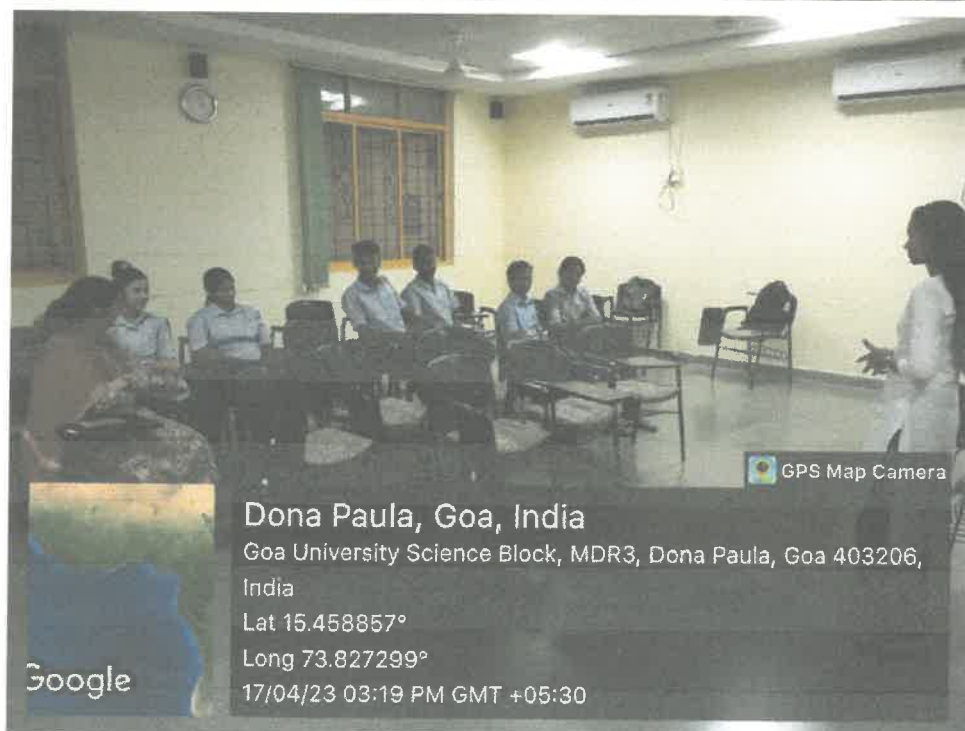 GPS Map Camera
Dona Paula, Goa, India
Goa University Science Block, MDR3, Dona Paula, Goa 403206,
India
Lat 15.458857°
Long 73.827299°
17/04/23 03:19 PM GMT +05:30
Google